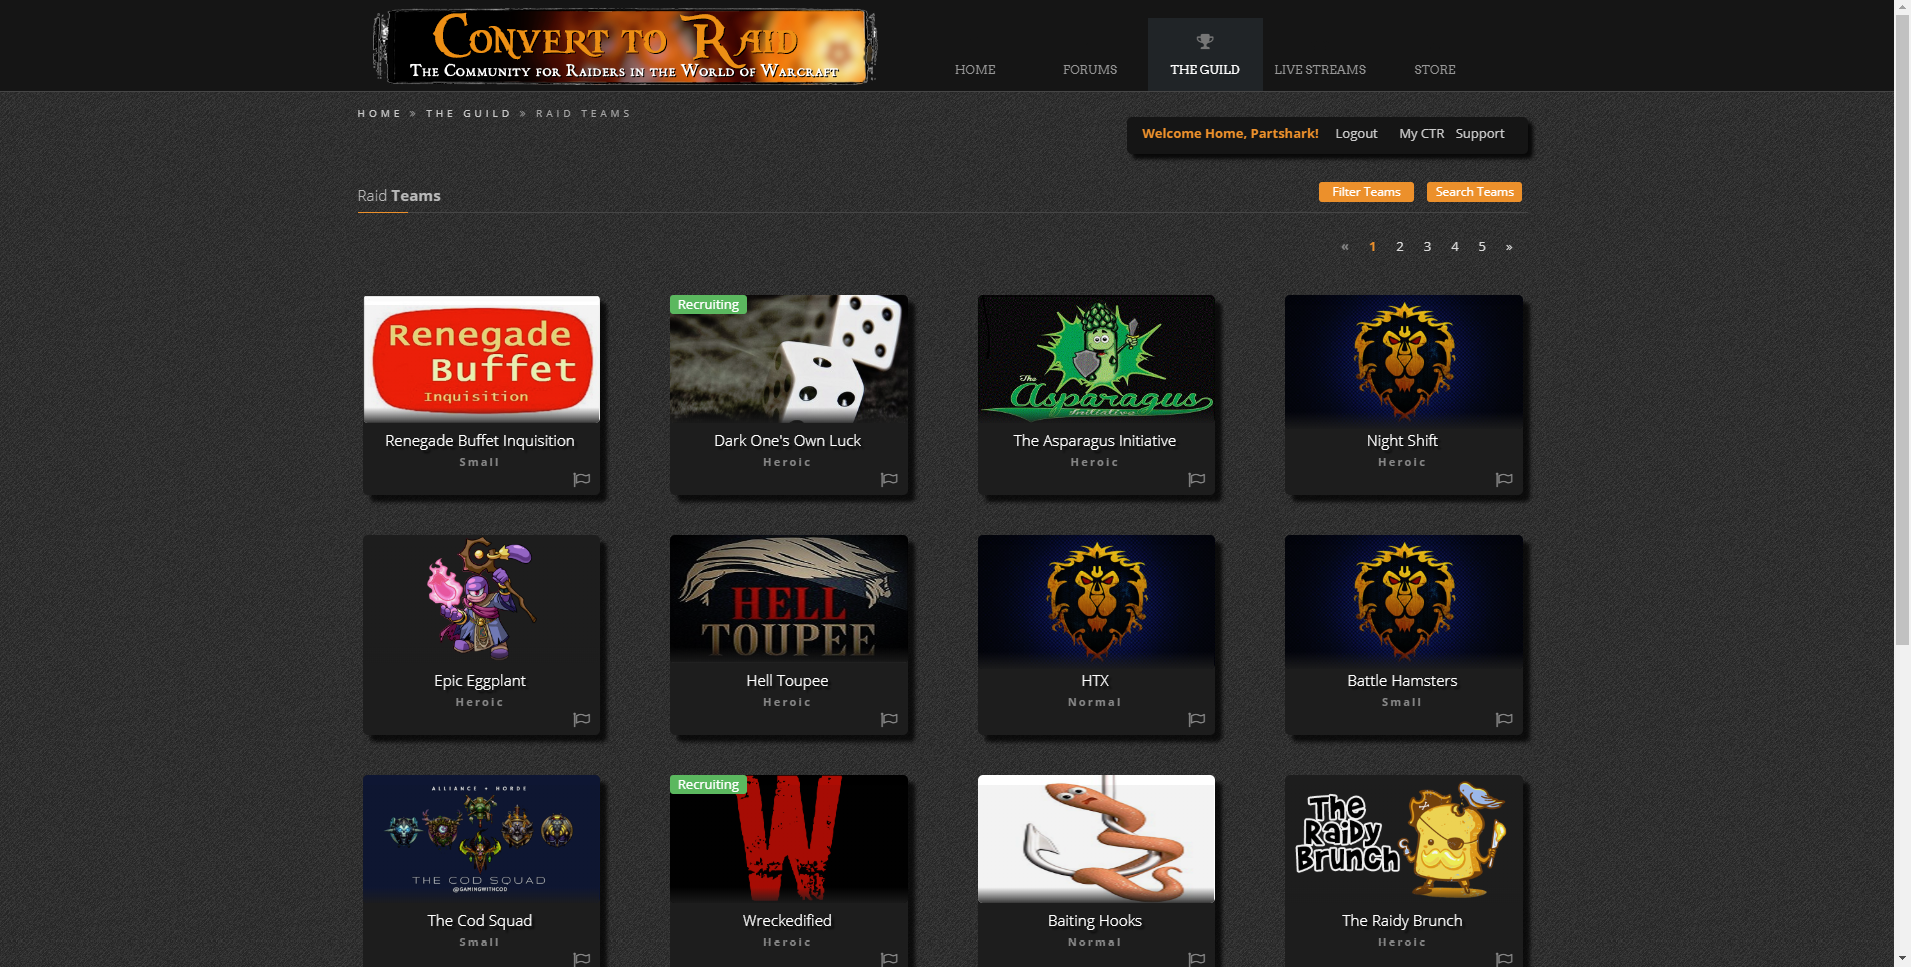 Convert to Raid
The Community for Raiders in the World of Warcraft
HOME
FORUMS
THE GUILD
LIVE STREAMS
STORE
HOME » THE GUILD » RAID TEAMS
Welcome Home, Partshark! Logout My CTR Support
Raid Teams
Filter Teams
Search Teams
« 1 2 3 4 5 »
Renegade
Buffet
Inquisition
Renegade Buffet Inquisition
Small
Recruiting
Dark One's Own Luck
Heroic
The
Asparagus
Initiative
The Asparagus Initiative
Heroic
Night Shift
Heroic
Epic Eggplant
Heroic
HELL
TOUPEE
Hell Toupee
Heroic
HTX
Normal
Battle Hamsters
Small
ALLIANCE + HORDE
THE COD SQUAD
@GAMINGWITHCOD
The Cod Squad
Small
Recruiting
W
Wreckedified
Heroic
Baiting Hooks
Normal
The
Raidy
Brunch
The Raidy Brunch
Heroic